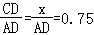 CD/AD = x/AD = 0.75